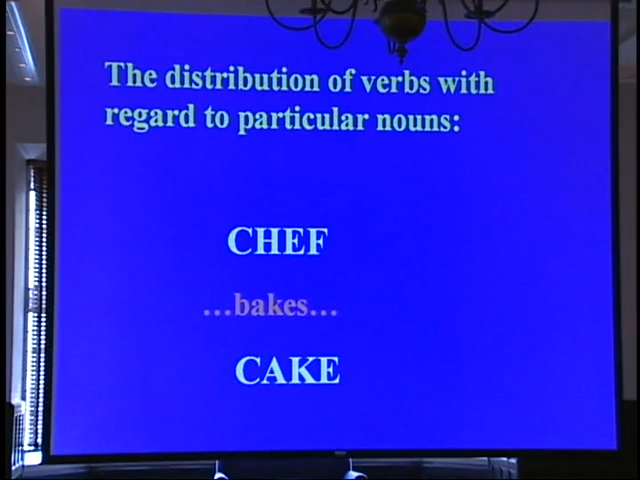 The distribution of verbs with
regard to particular nouns:
CHEF
...bakes...
CAKE